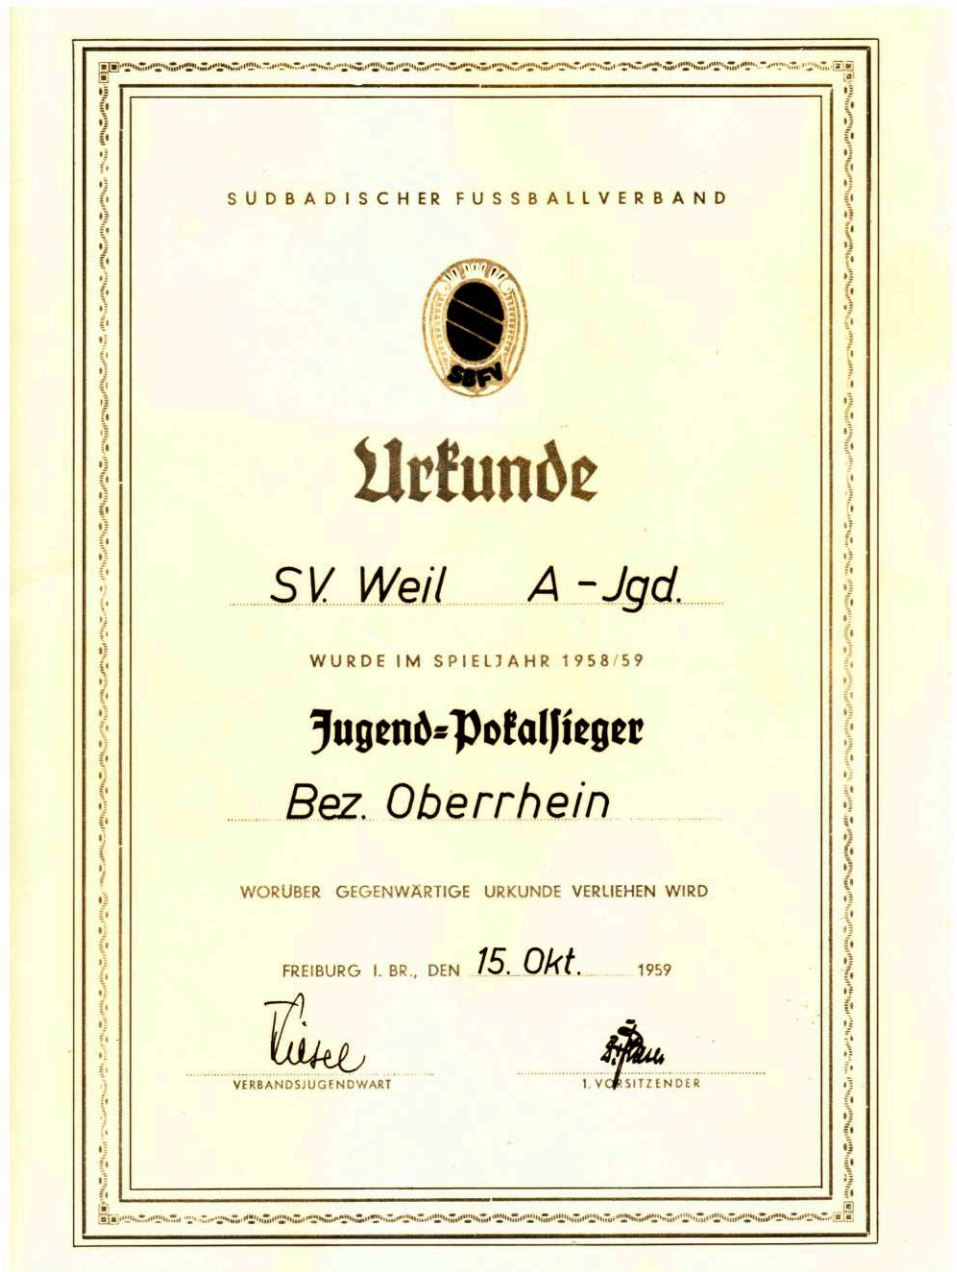 SÜDBADISCHER FUSSBALLVERBAND
SBFV
Urkunde
SV. Weil A-Jgd.
WURDE IM SPIELJAHR 1958/59
Jugend-Pokalsieger
Bez. Oberrhein
WORÜBER GEGENWÄRTIGE URKUNDE VERLIEHEN WIRD
FREIBURG I. BR., DEN 15. Okt. 1959
VERBANDSJUGENDWART
1. VORSITZENDER